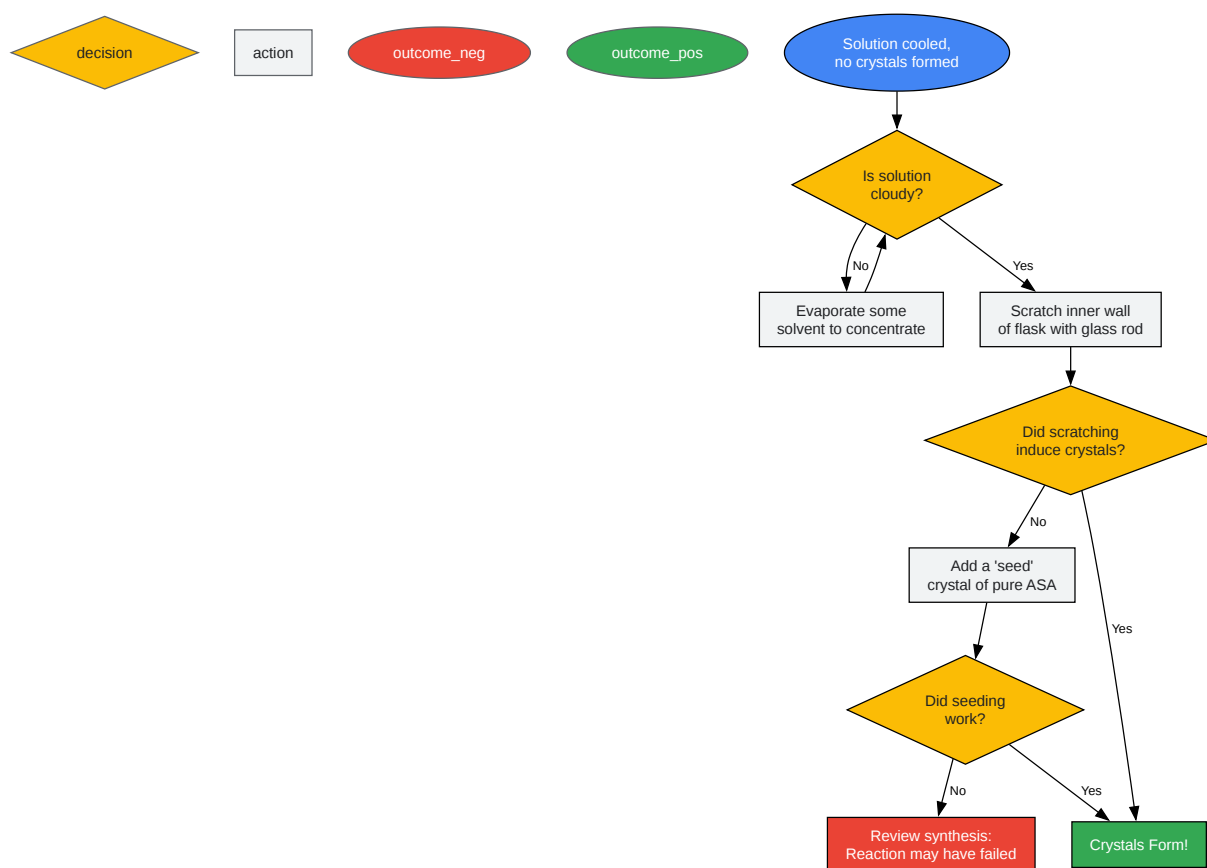 decision
action
outcome_neg
outcome_pos
Solution cooled,
no crystals formed
Is solution
cloudy?
No
Yes
Evaporate some
solvent to concentrate
Scratch inner wall
of flask with glass rod
Did scratching
induce crystals?
No
Add a 'seed'
crystal of pure ASA
Yes
Did seeding
work?
No
Yes
Review synthesis:
Reaction may have failed
Crystals Form!